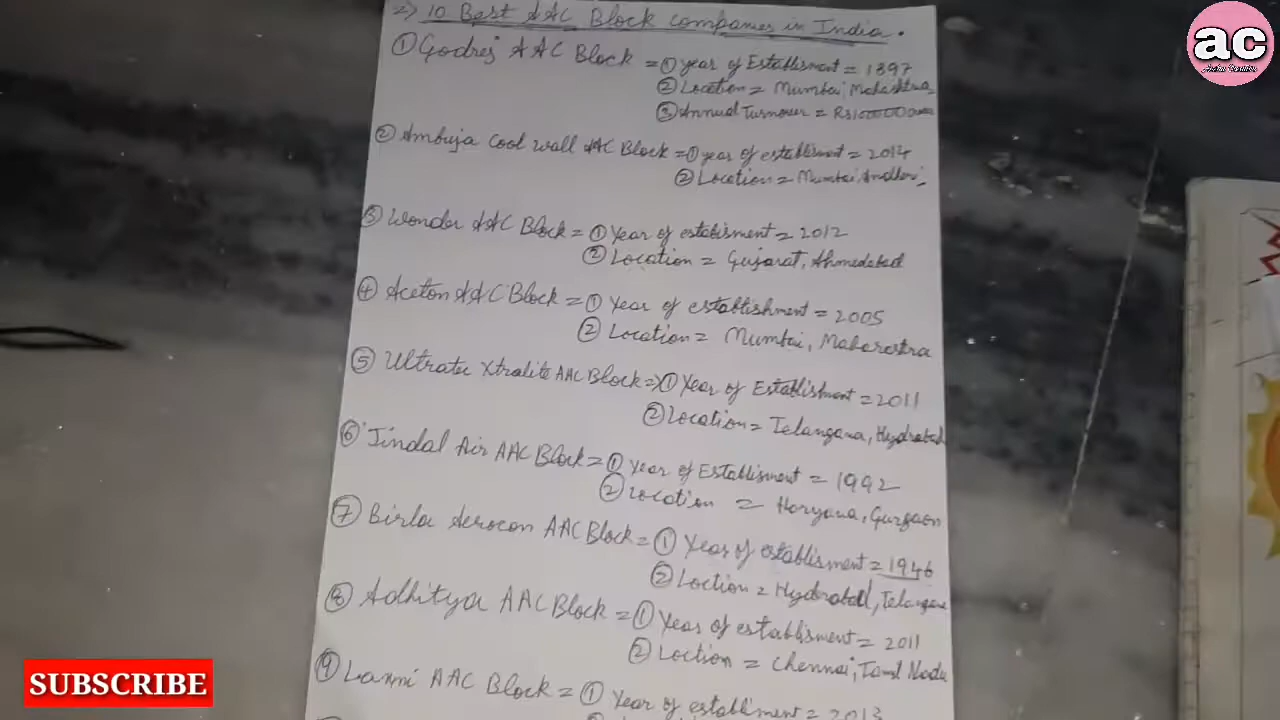 2) 10 Best AAC Block companies in India.
① Godrej AAC Block = ① Year of Establisment = 1897
② Location = Mumbai, Maharashtra
③ Annual Turnover =
② Ambuja Cool wall AAC Block = ① year of establisment = 2014
② Location = Mumbai Andheri
③ Wonder AAC Block = ① Year of estabisment = 2012
② Location = Gujarat, Ahmedabad
④ Aceton AAC Block = ① Year of establishment = 2005
② Location = Mumbai, Maharastra
⑤ Ultratec Xtralite AAC Block => ① Year of Establishment = 2011
② Location = Telangana, Hydrabad
⑥ Jindal Air AAC Block = ① Year of Establisment = 1992
② Location = Haryana, Gurgaon
⑦ Birla Aerocon AAC Block = ① Year of establisment = 1946
② Loction = Hyderabad, Telangana
⑧ Adhitya AAC Block = ① Year of establisment = 2011
② Loction = Chennai, Tamil Nadu
⑨ Laxmi AAC Block = ① Year of establiment = 2013
ac
SUBSCRIBE